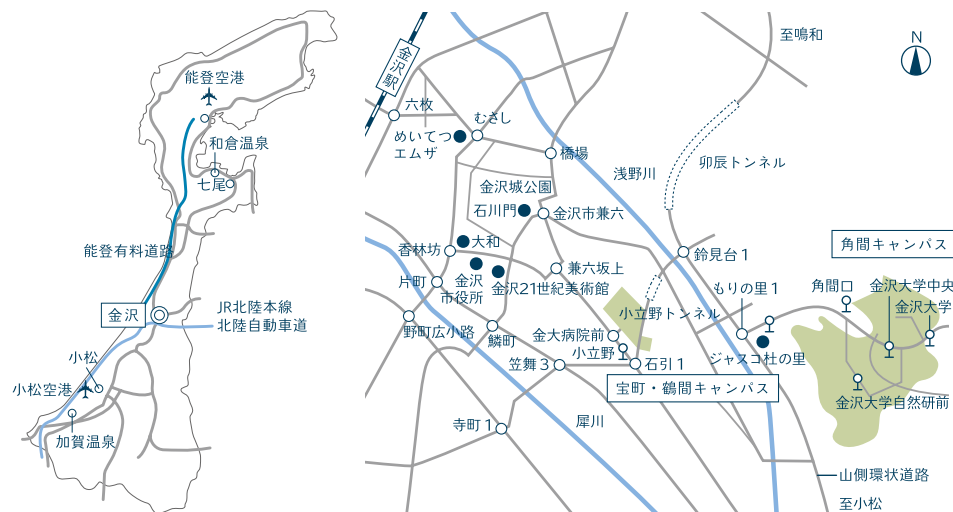 能登空港
和倉温泉
七尾
能登有料道路
金沢
JR北陸本線
北陸自動車道
小松
小松空港
加賀温泉
金沢駅
六枚
むさし
めいてつ
エムザ
橋場
金沢城公園
石川門
金沢市兼六
香林坊
大和
片町
金沢
市役所
金沢21世紀美術館
兼六坂上
野町広小路
鱗町
笠舞3
寺町1
金大病院前
小立野
石引1
小立野トンネル
宝町・鶴間キャンパス
犀川
浅野川
卯辰トンネル
至鳴和
N
鈴見台1
もりの里1
ジャスコ杜の里
角間キャンパス
角間口
金沢大学中央
金沢大学
金沢大学自然研前
山側環状道路
至小松